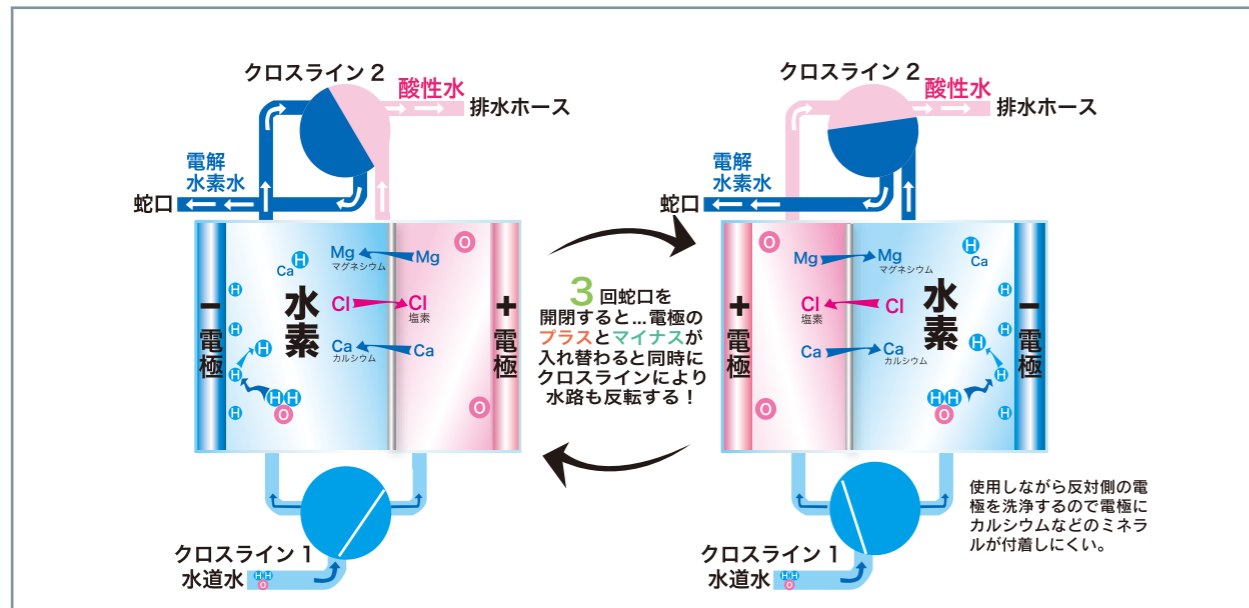 クロスライン 2
酸性水
排水ホース
電解
水素水
蛇口
Ca
H
Mg
マグネシウム
Mg
O
H
H
H
H
H
ー電極
水素
Cl
Cl
塩素
Ca
カルシウム
Ca
HH
O
O
＋電極
クロスライン 1
水道水
HH
O
3回蛇口を
開閉すると...電極の
プラスとマイナスが
入れ替わると同時に
クロスラインにより
水路も反転する！
クロスライン 2
酸性水
排水ホース
電解
水素水
蛇口
O
Mg
Mg
マグネシウム
H
Ca
＋電極
Cl
塩素
Cl
水素
ー電極
Ca
Ca
カルシウム
H
H
H
H
H
H
O
HH
O
クロスライン 1
水道水
HH
O
使用しながら反対側の電
極を洗浄するので電極に
カルシウムなどのミネラ
ルが付着しにくい。